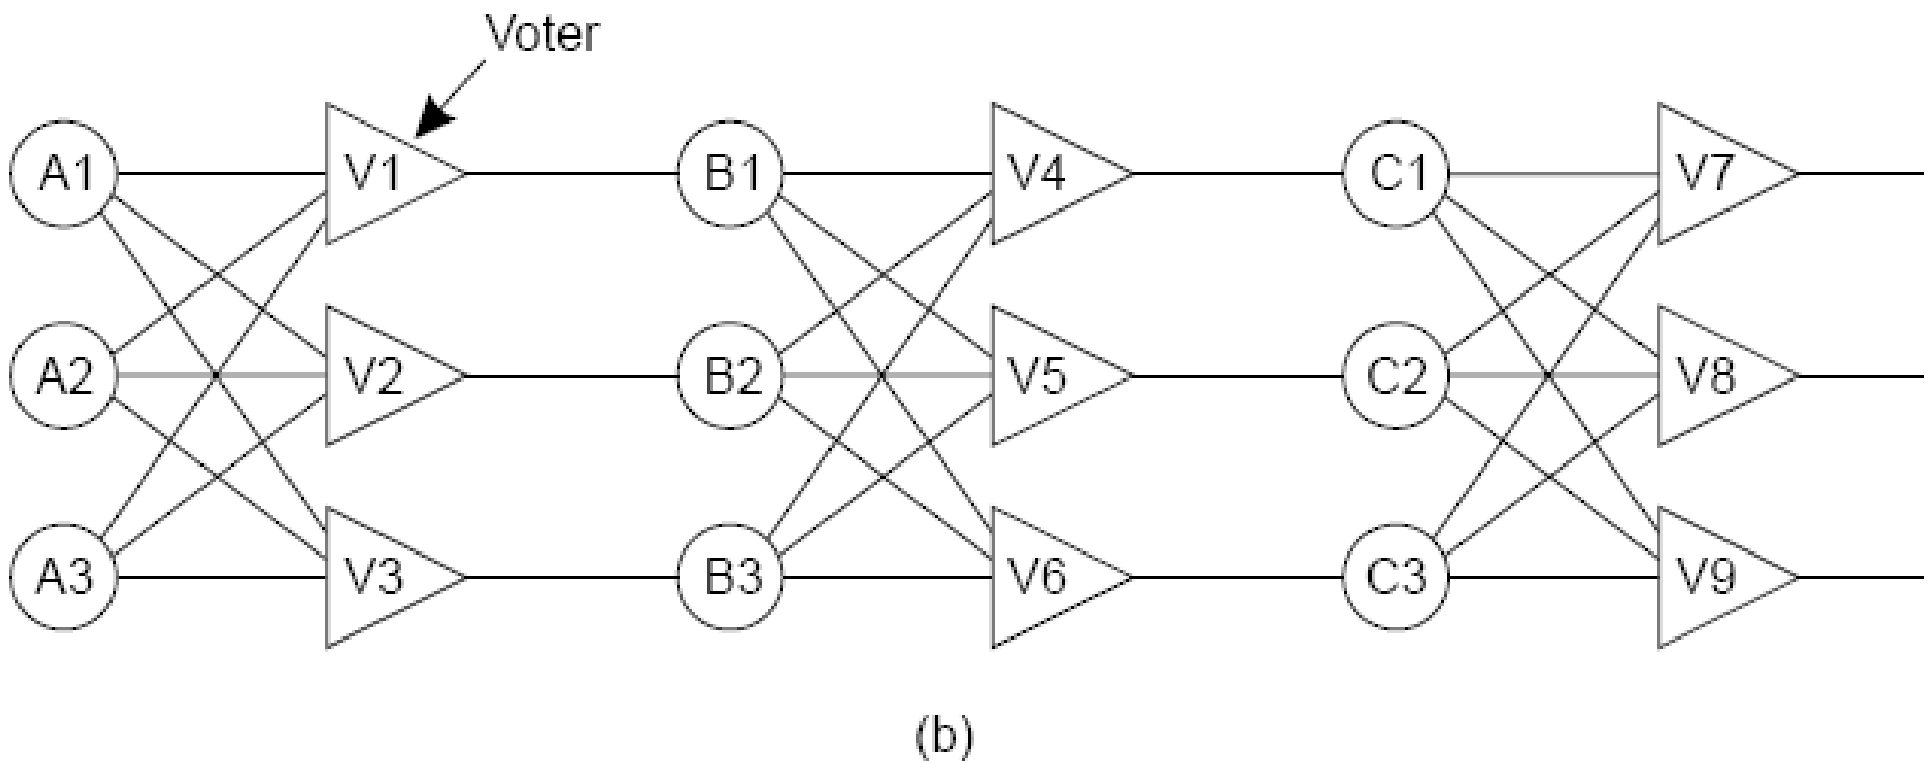 Voter
A1 V1 B1 V4 C1 V7
A2 V2 B2 V5 C2 V8
A3 V3 B3 V6 C3 V9
(b)